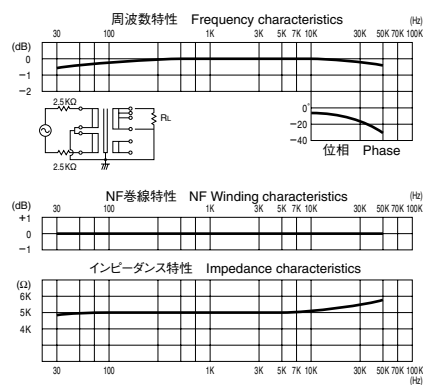 周波数特性 Frequency characteristics
(Hz)
30 100 1K 3K 5K 7K 10K 30K 50K 70K 100K
(dB)
0
−1
−2
2.5KΩ
RL
2.5KΩ
0°
−20
−40
位相 Phase
NF巻線特性 NF Winding characteristics
(Hz)
(dB)
30 100 1K 3K 5K 7K 10K 30K 50K 70K 100K
+1
0
−1
インピーダンス特性 Impedance characteristics
(Ω)
6K
5K
4K
30 100 1K 3K 5K 7K 10K 30K 50K 70K 100K
(Hz)